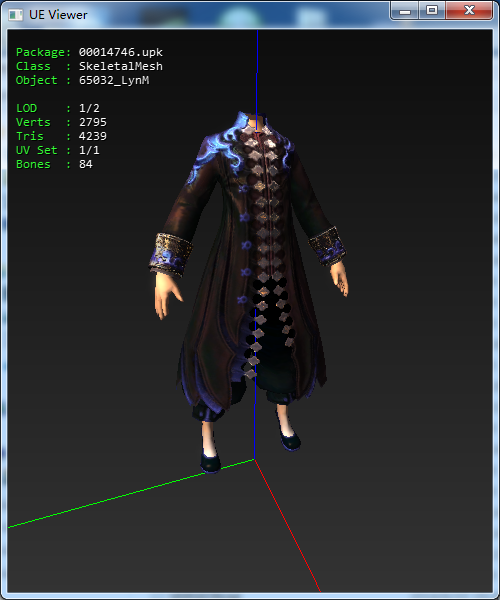 UE Viewer
Package: 00014746.upk
Class : SkeletalMesh
Object : 65032_LynM
LOD : 1/2
Verts : 2795
Tris : 4239
UV Set : 1/1
Bones : 84